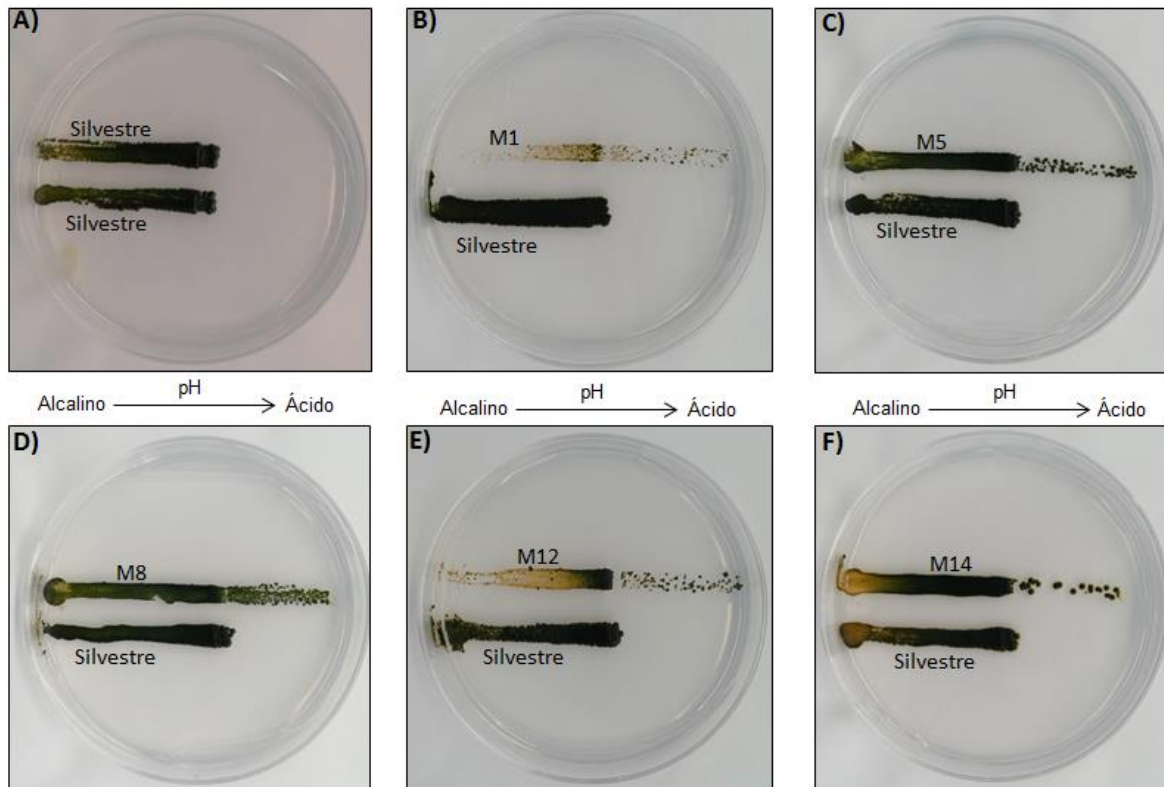 A)
Silvestre
Silvestre
B)
M1
Silvestre
C)
M5
Silvestre
pH
Alcalino
Ácido
pH
Alcalino
Ácido
pH
Alcalino
Ácido
D)
M8
Silvestre
E)
M12
Silvestre
F)
M14
Silvestre